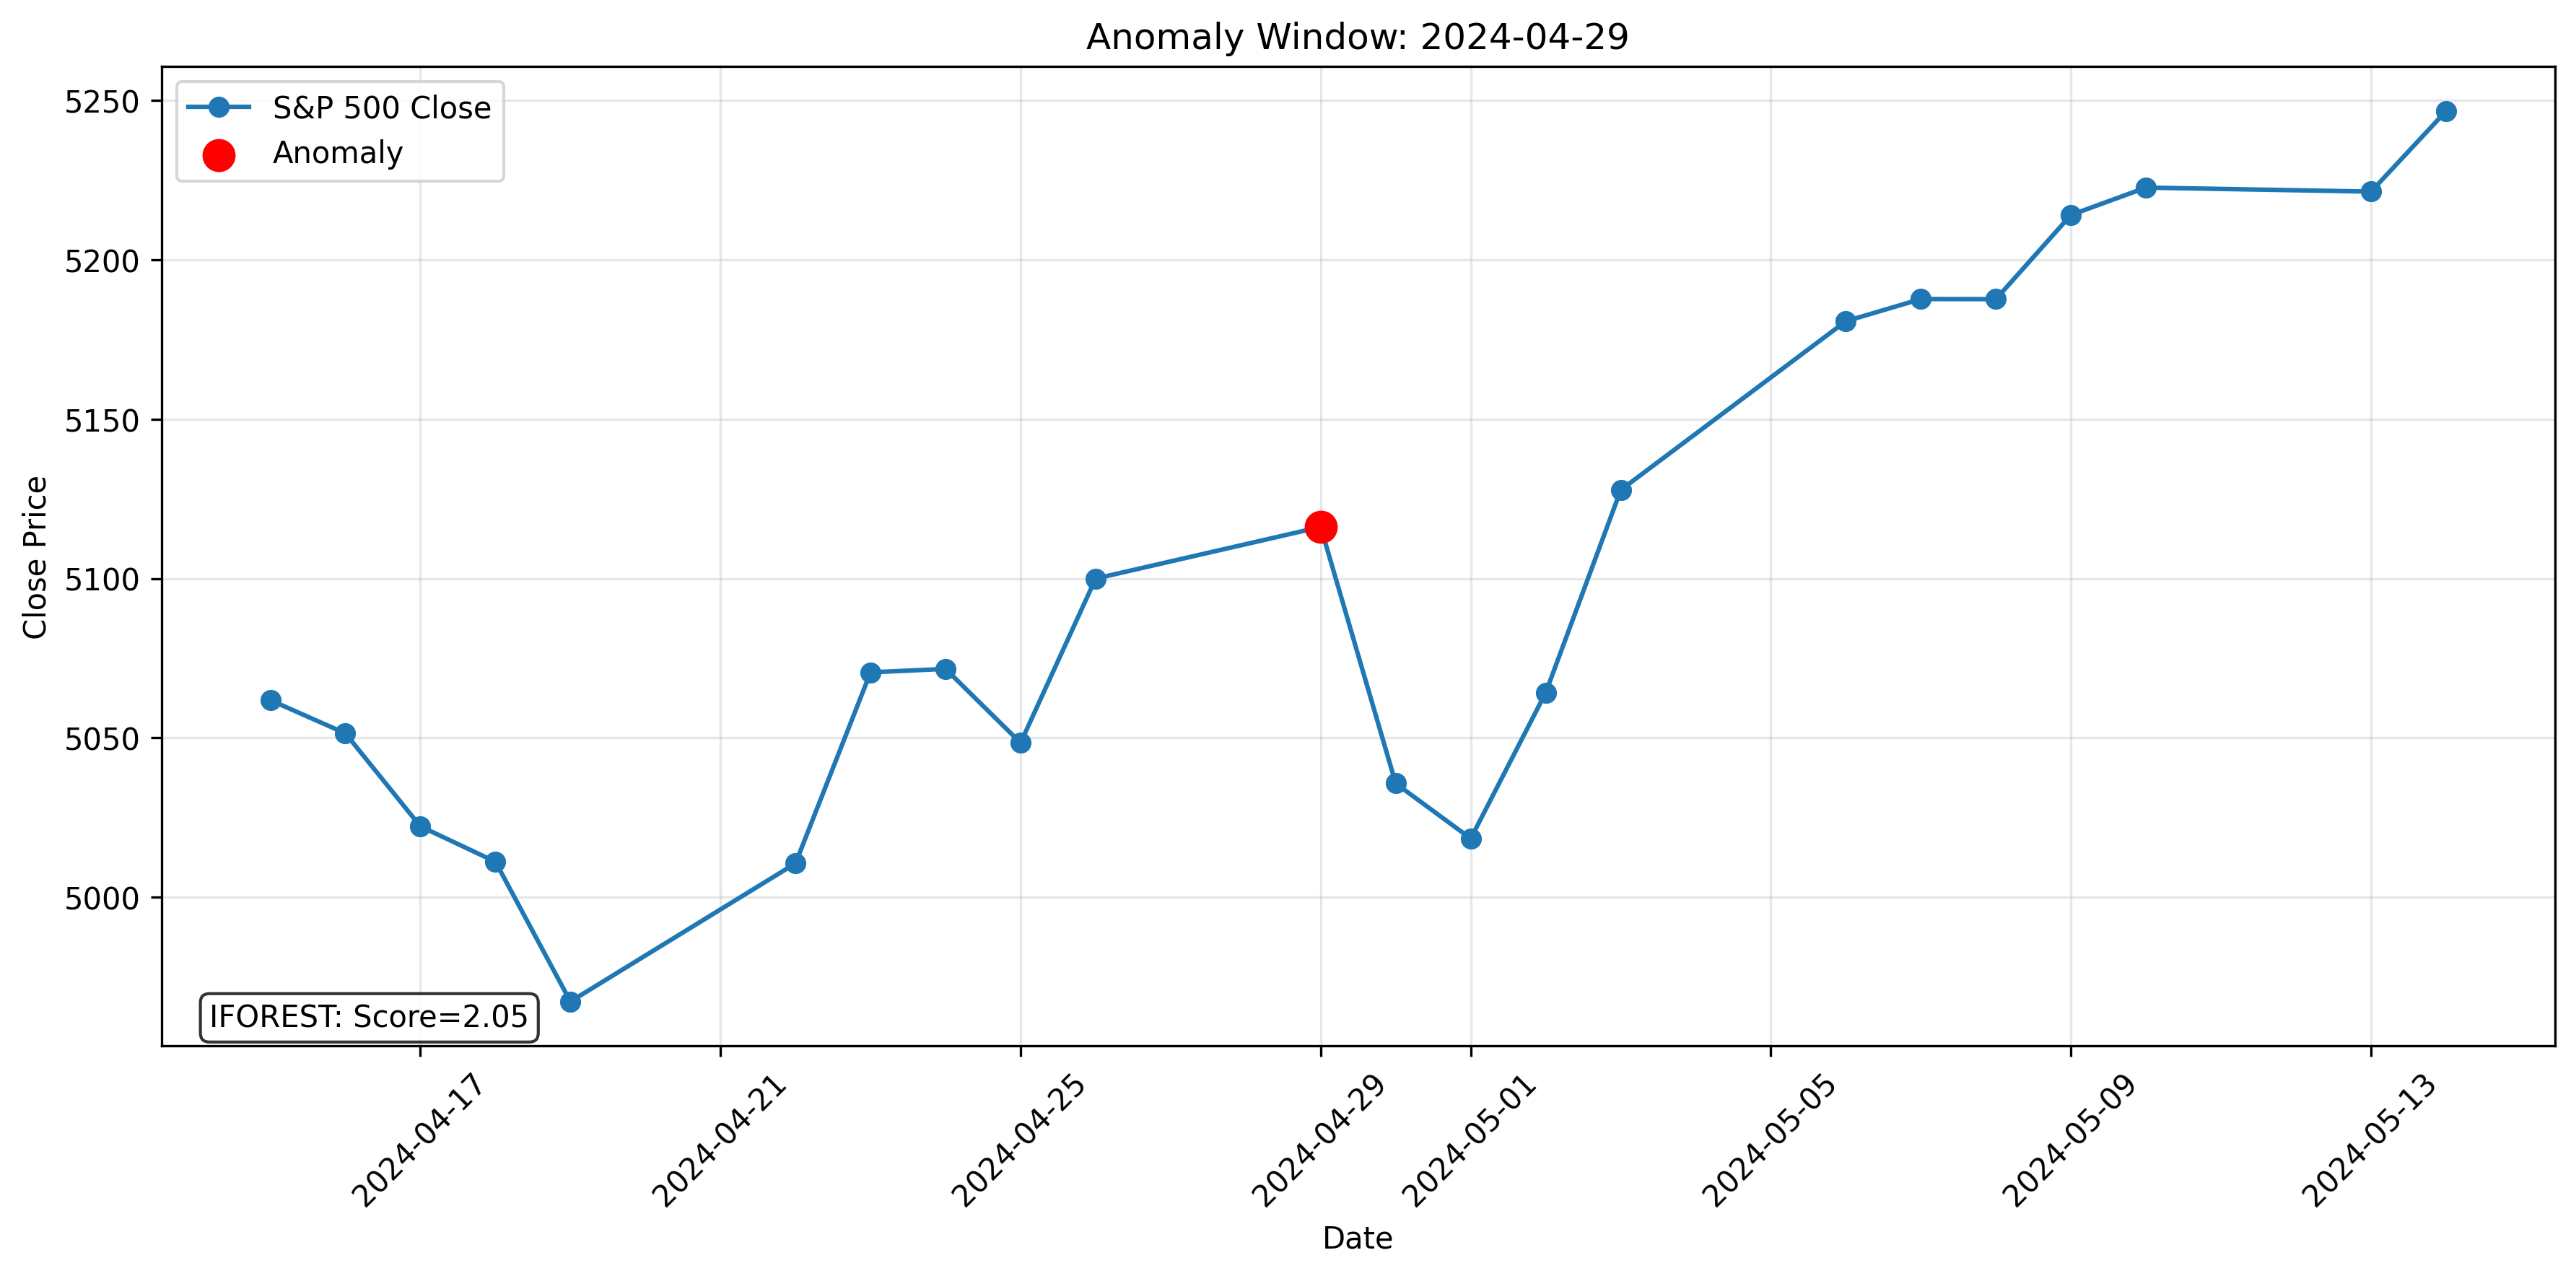 Anomaly Window: 2024-04-29
S&P 500 Close
Anomaly
5250
5200
5150
5100
5050
5000
Close Price
IFOREST: Score=2.05
2024-04-17
2024-04-21
2024-04-25
2024-04-29
2024-05-01
2024-05-05
2024-05-09
2024-05-13
Date